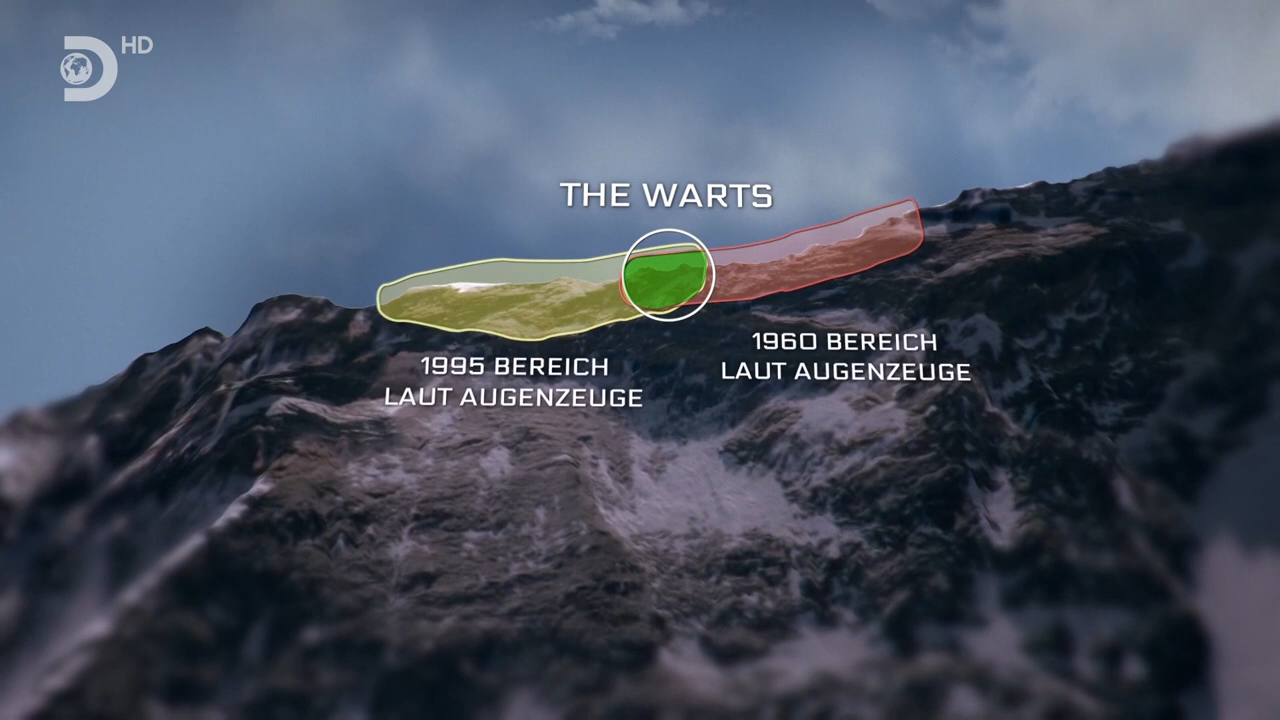 HD
THE WARTS
1960 BEREICH
LAUT AUGENZEUGE
1995 BEREICH
LAUT AUGENZEUGE